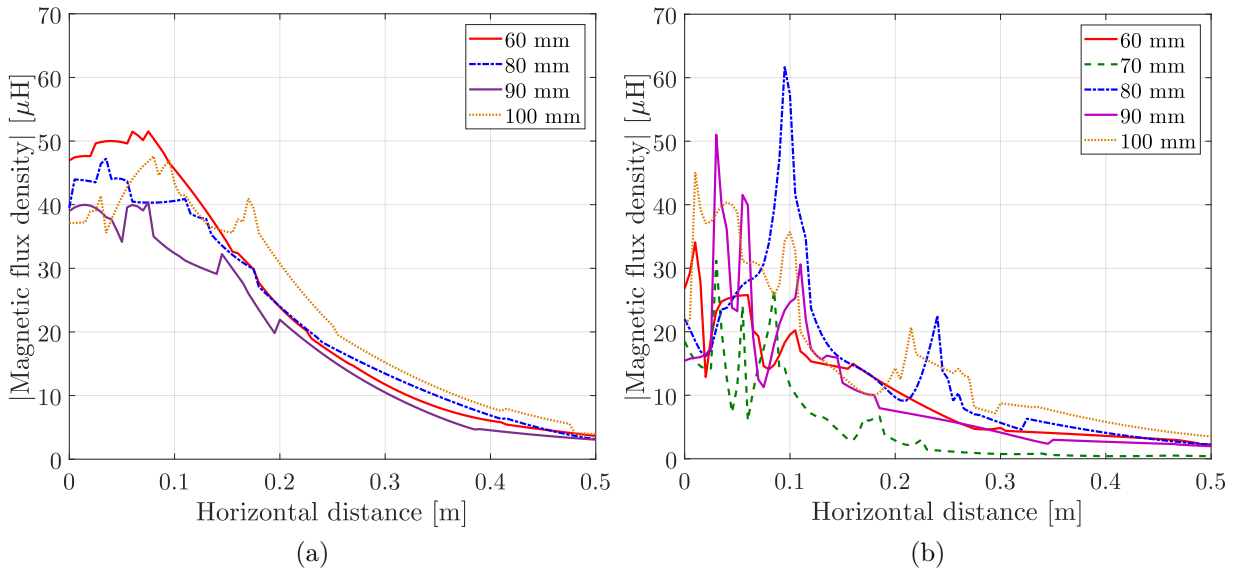 |Magnetic flux density| [μH]
70
60
50
40
30
20
10
0
60 mm
80 mm
90 mm
100 mm
0
0.1
0.2
0.3
0.4
0.5
Horizontal distance [m]
(a)
|Magnetic flux density| [μH]
70
60
50
40
30
20
10
0
60 mm
70 mm
80 mm
90 mm
100 mm
0
0.1
0.2
0.3
0.4
0.5
Horizontal distance [m]
(b)